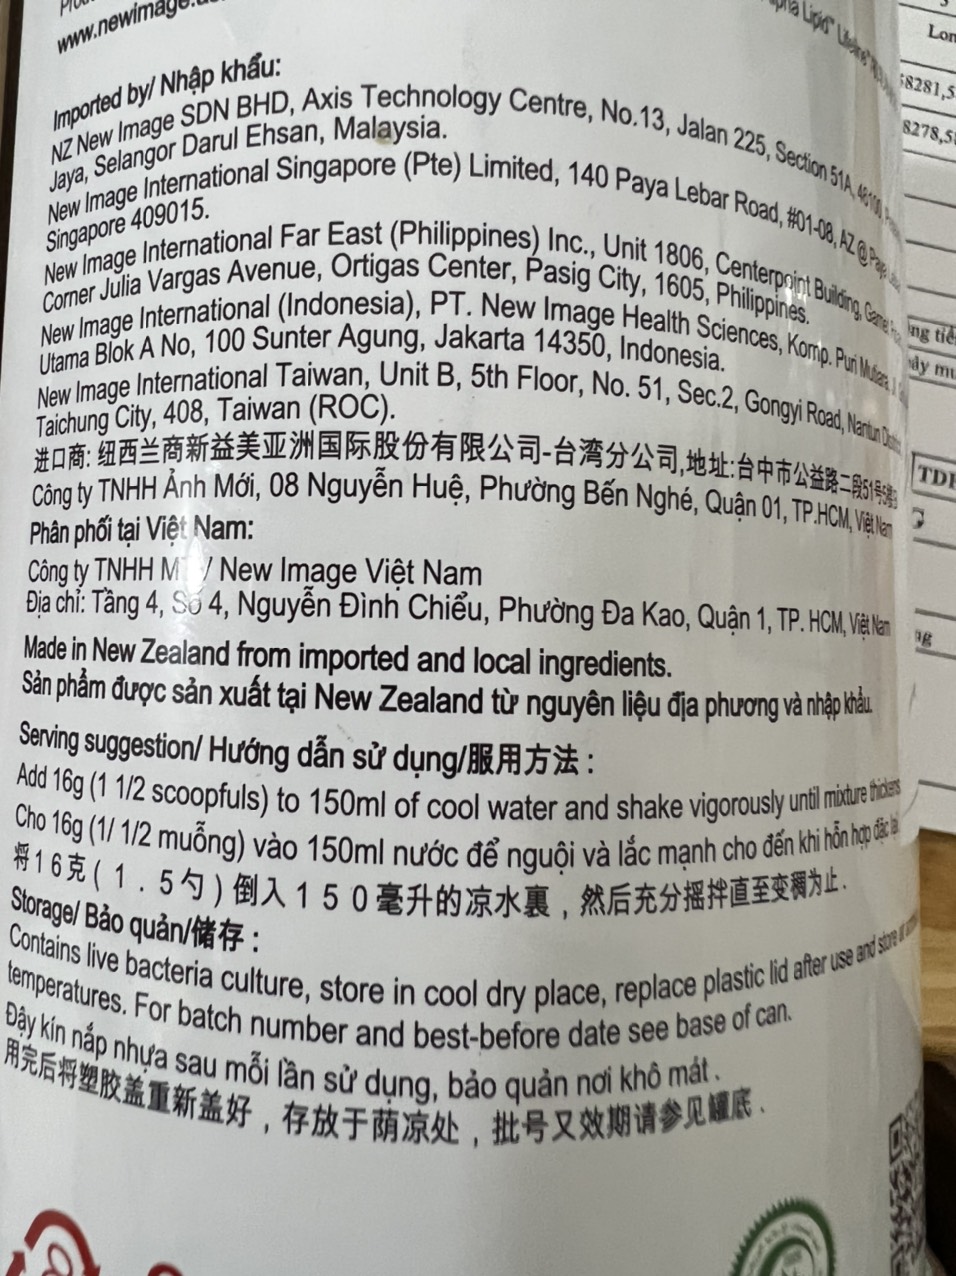 www.newimage.
Imported by/ Nhập khẩu:
NZ New Image SDN BHD, Axis Technology Centre, No.13, Jalan 225, Section 51A, 46100,
Jaya, Selangor Darul Ehsan, Malaysia.
New Image International Singapore (Pte) Limited, 140 Paya Lebar Road, #01-08, AZ @ Paya
Singapore 409015.
New Image International Far East (Philippines) Inc., Unit 1806, Centerpoint Building, Garnet
Corner Julia Vargas Avenue, Ortigas Center, Pasig City, 1605, Philippines.
New Image International (Indonesia), PT. New Image Health Sciences, Komp. Puri Mutiara, J
Utama Blok A No, 100 Sunter Agung, Jakarta 14350, Indonesia.
New Image International Taiwan, Unit B, 5th Floor, No. 51, Sec.2, Gongyi Road, Nantun District
Taichung City, 408, Taiwan (ROC).
进口商: 纽西兰商新益美亚洲国际股份有限公司-台湾分公司,地址:台中市公益路二段51号5楼
Công ty TNHH Ảnh Mới, 08 Nguyễn Huệ, Phường Bến Nghé, Quận 01, TP.HCM, Việt Nam
Phân phối tại Việt Nam:
Công ty TNHH New Image Việt Nam
Địa chỉ: Tầng 4, Số 4, Nguyễn Đình Chiểu, Phường Đa Kao, Quận 1, TP. HCM, Việt Nam
Made in New Zealand from imported and local ingredients.
Sản phẩm được sản xuất tại New Zealand từ nguyên liệu địa phương và nhập khẩu.
Serving suggestion/ Hướng dẫn sử dụng/服用方法 :
Add 16g (1 1/2 scoopfuls) to 150ml of cool water and shake vigorously until mixture thickens
Cho 16g (1/ 1/2 muỗng) vào 150ml nước để nguội và lắc mạnh cho đến khi hỗn hợp đặc lại
将16克(1.5勺)倒入150毫升的凉水裏，然后充分摇拌直至变稠为止.
Storage/ Bảo quản/储存 :
Contains live bacteria culture, store in cool dry place, replace plastic lid after use and store at
temperatures. For batch number and best-before date see base of can.
Đậy kín nắp nhựa sau mỗi lần sử dụng, bảo quản nơi khô mát.
用完后将塑胶盖重新盖好，存放于荫凉处，批号又效期请参见罐底.
Lipid™ Lifeline™
Lon
58281,5
8278,5
TDI